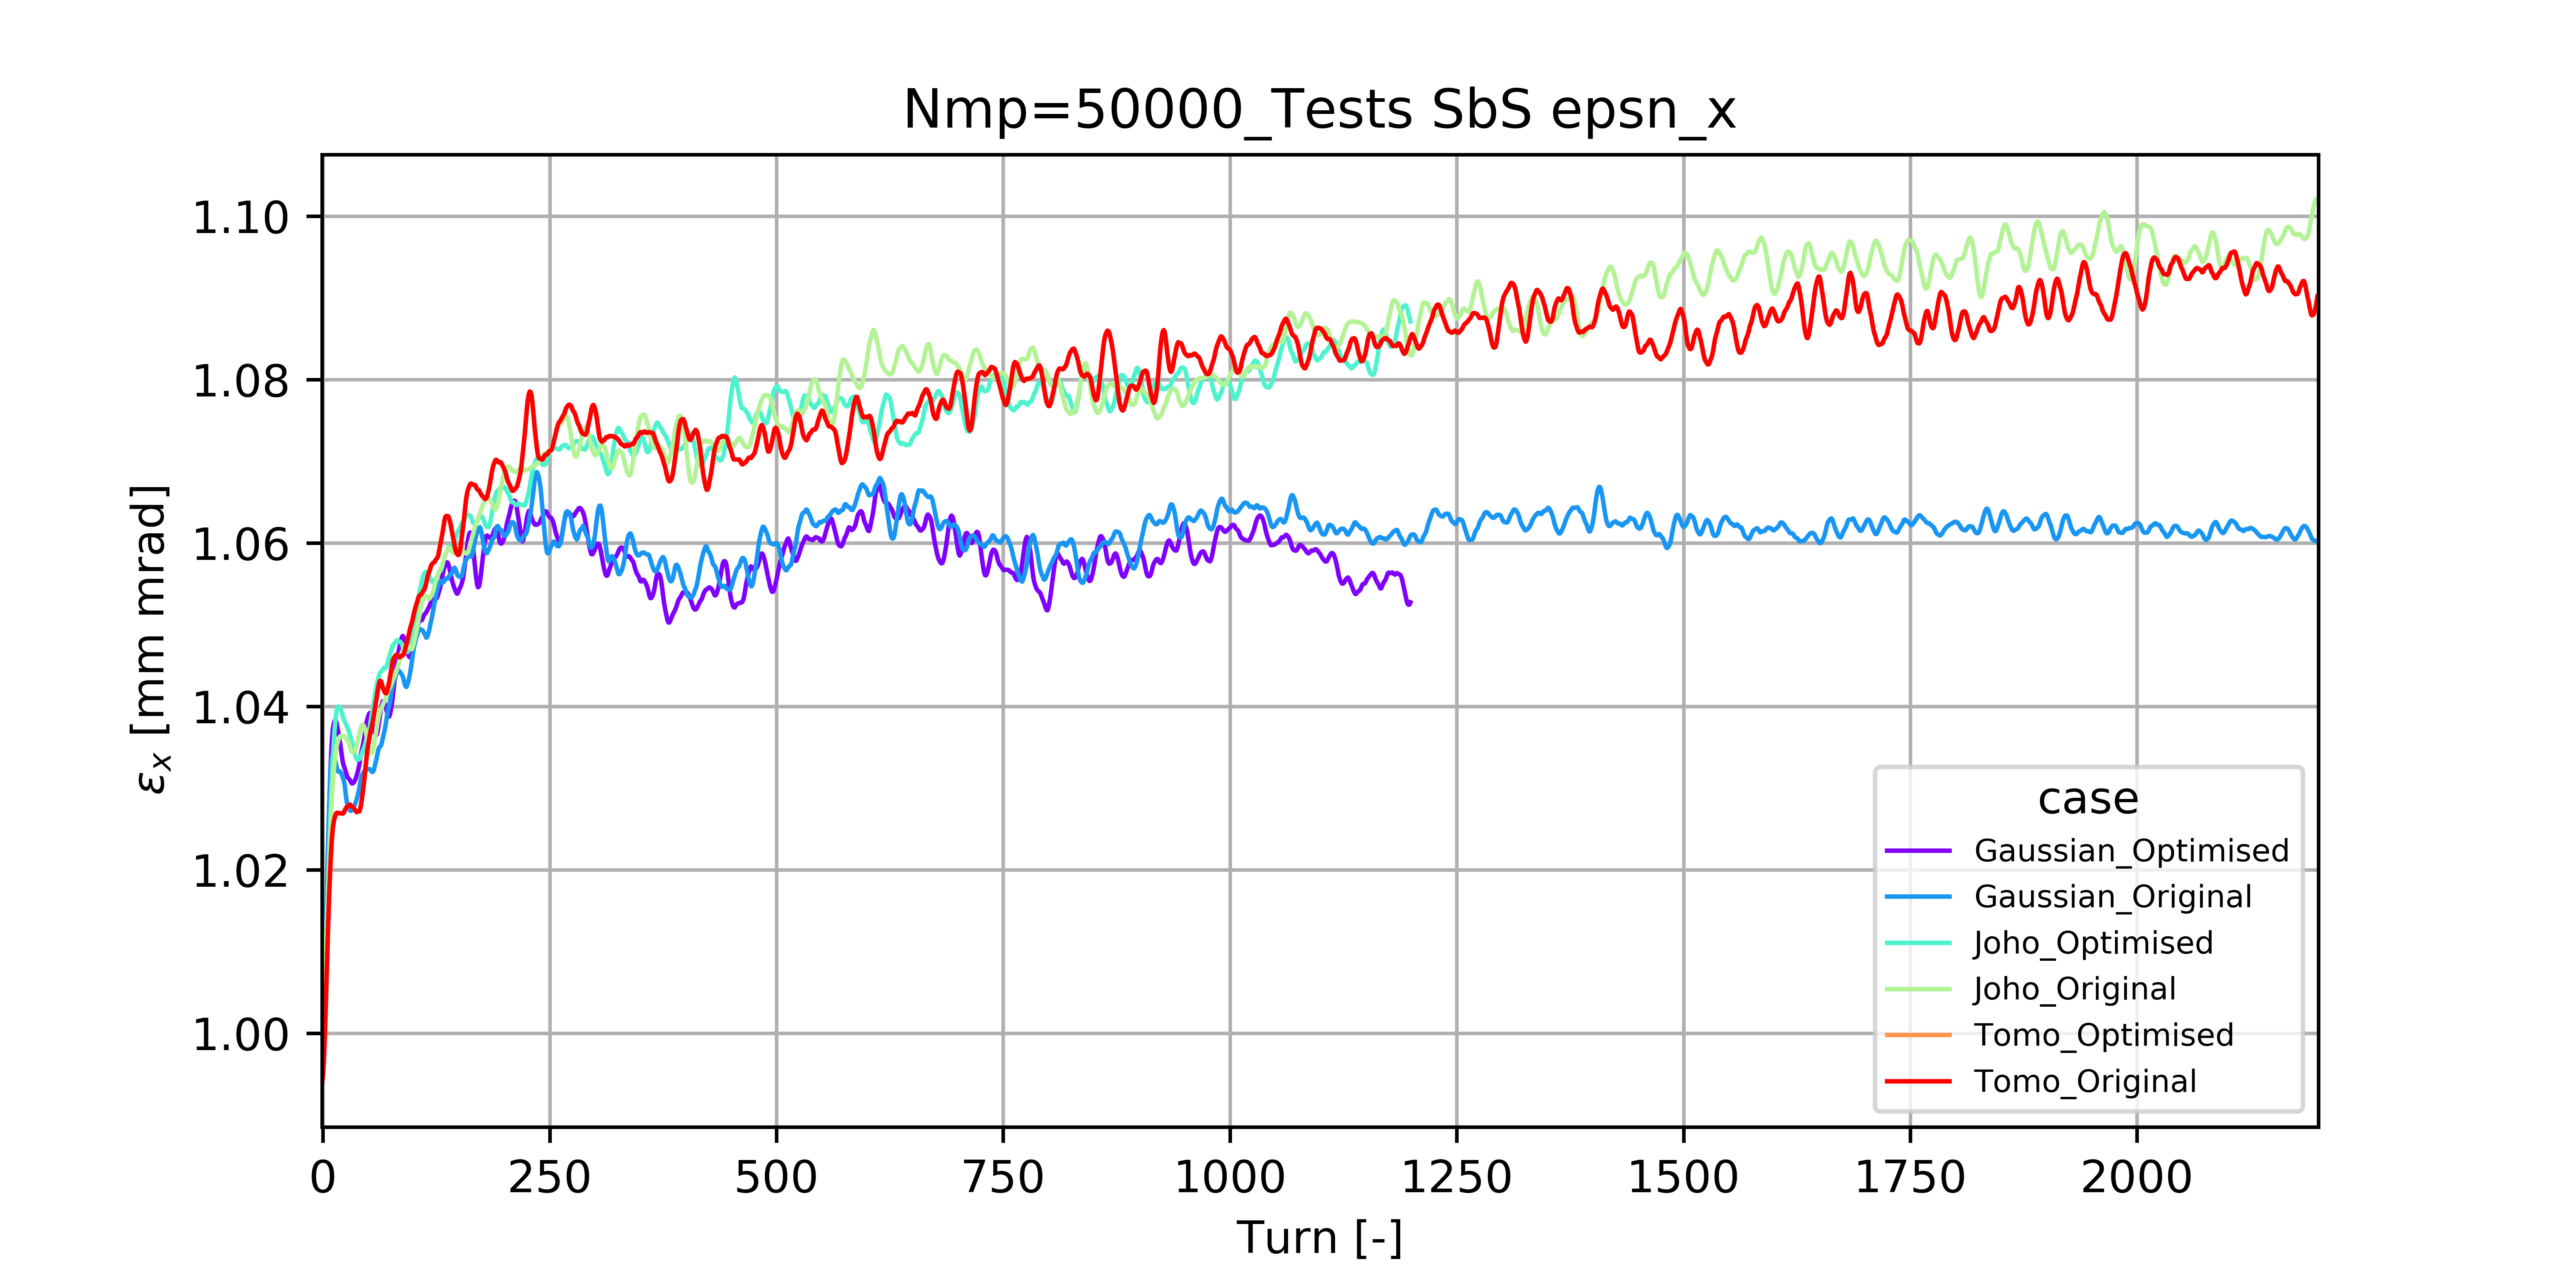 Nmp=50000_Tests SbS epsn_x
1.10
1.08
1.06
1.04
1.02
1.00
εx [mm mrad]
0 250 500 750 1000 1250 1500 1750 2000
Turn [-]
case
Gaussian_Optimised
Gaussian_Original
Joho_Optimised
Joho_Original
Tomo_Optimised
Tomo_Original